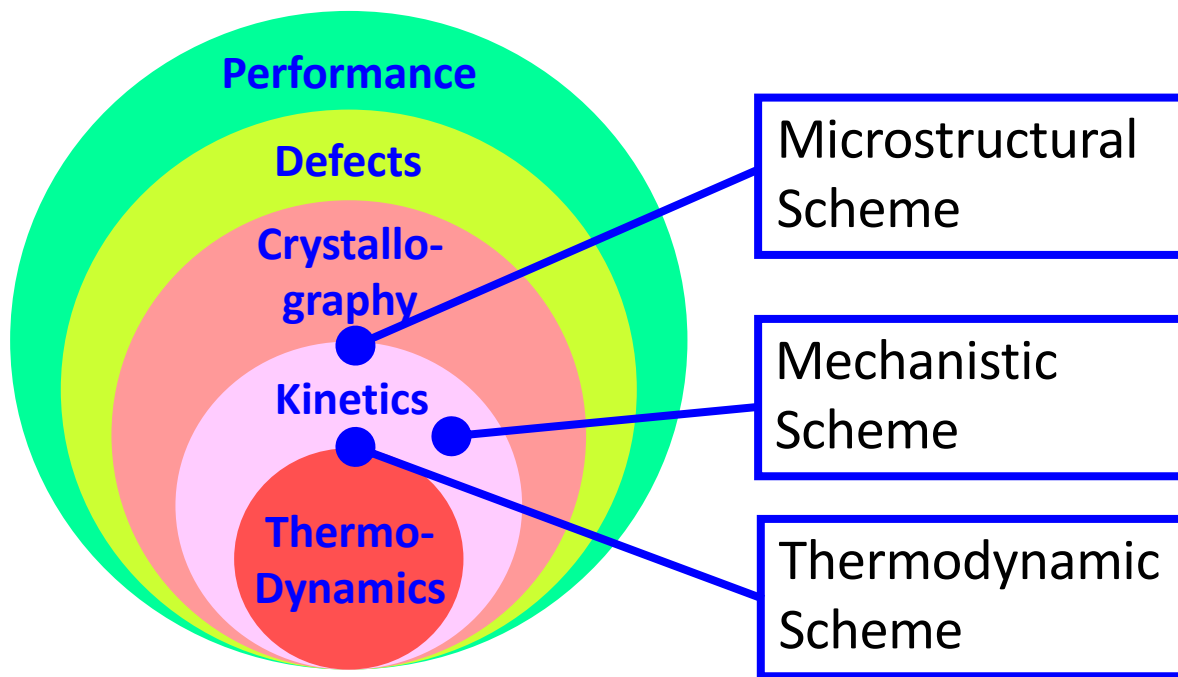 Performance
Defects
Crystallo-
graphy
Kinetics
Thermo-
Dynamics
Microstructural
Scheme
Mechanistic
Scheme
Thermodynamic
Scheme